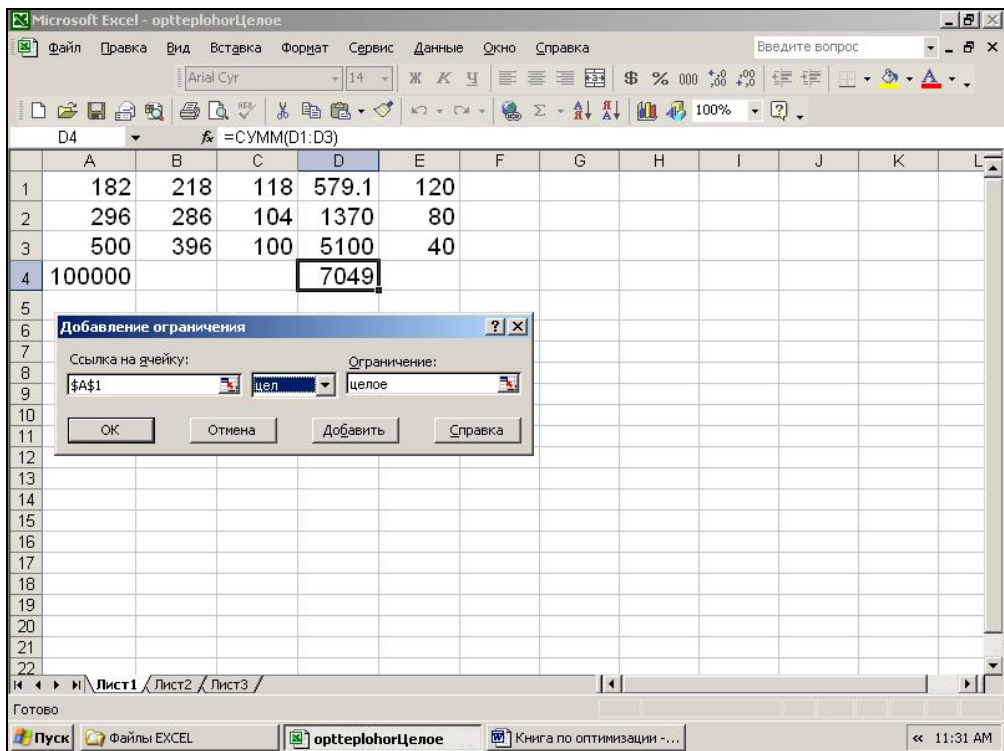 Microsoft Excel - optteplohorЦелое
Файл Правка Вид Вставка Формат Сервис Данные Окно Справка Введите вопрос
Arial Cyr 14 Ж К Ч $ % 000
100%
D4 fx =СУММ(D1:D3)
A B C D E F G H I J K L
1 182 218 118 579.1 120
2 296 286 104 1370 80
3 500 396 100 5100 40
4 100000 7049
5
6
7
8
9
10
11
12
13
14
15
16
17
18
19
20
21
22
Добавление ограничения
Ссылка на ячейку: Ограничение:
$A$1 цел целое
ОК Отмена Добавить Справка
Лист1 Лист2 Лист3
Готово
Пуск Файлы EXCEL optteplohorЦелое Книга по оптимизации -... « 11:31 AM